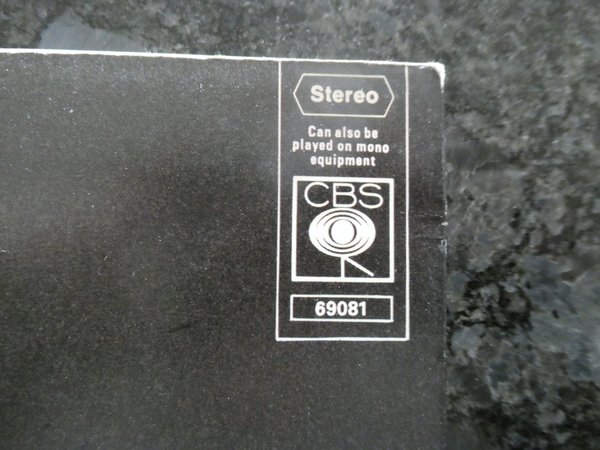 Stereo
Can also be
played on mono
equipment
CBS
69081